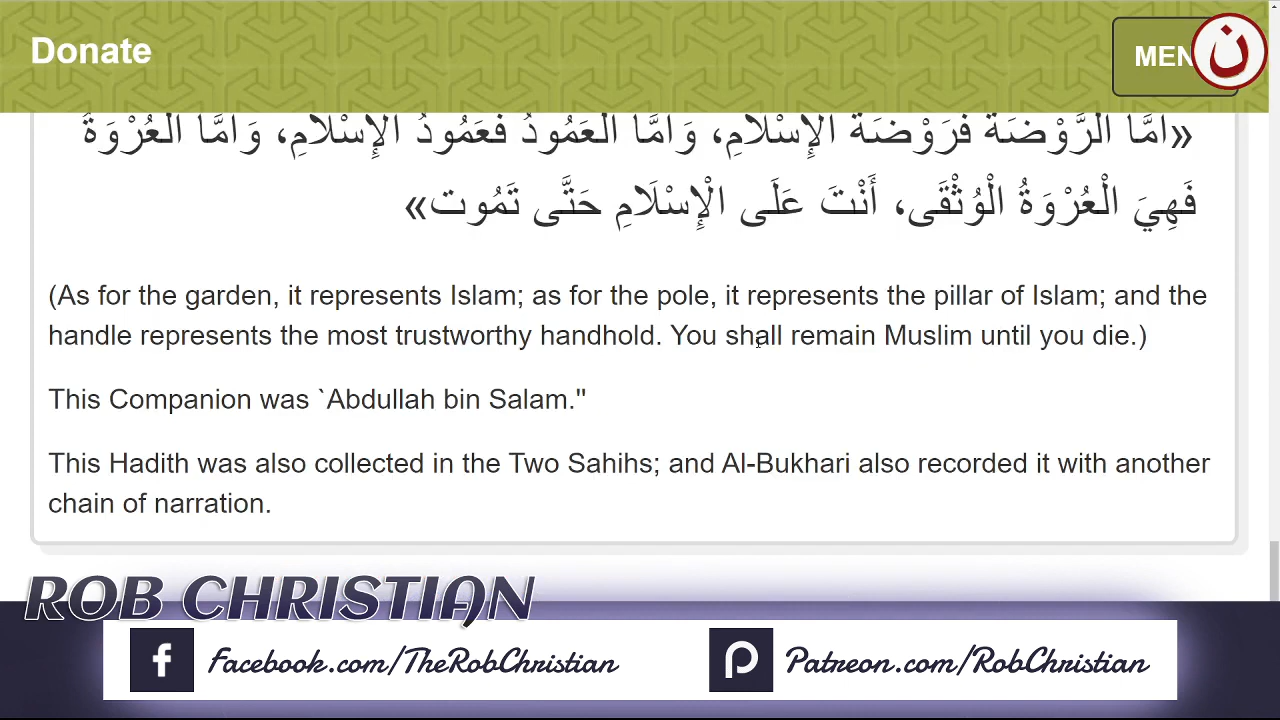 Donate
MEN
ن
«أَمَّا الرَّوْضَةُ فَرَوْضَةُ الْإِسْلَامِ، وَأَمَّا الْعَمُودُ فَعَمُودُ الْإِسْلَامِ، وَأَمَّا الْعُرْوَةُ
فَهِيَ الْعُرْوَةُ الْوُثْقَى، أَنْتَ عَلَى الْإِسْلَامِ حَتَّى تَمُوت»
(As for the garden, it represents Islam; as for the pole, it represents the pillar of Islam; and the
handle represents the most trustworthy handhold. You shall remain Muslim until you die.)
This Companion was `Abdullah bin Salam."
This Hadith was also collected in the Two Sahihs; and Al-Bukhari also recorded it with another
chain of narration.
ROB CHRISTIAN
Facebook.com/TheRobChristian
Patreon.com/RobChristian